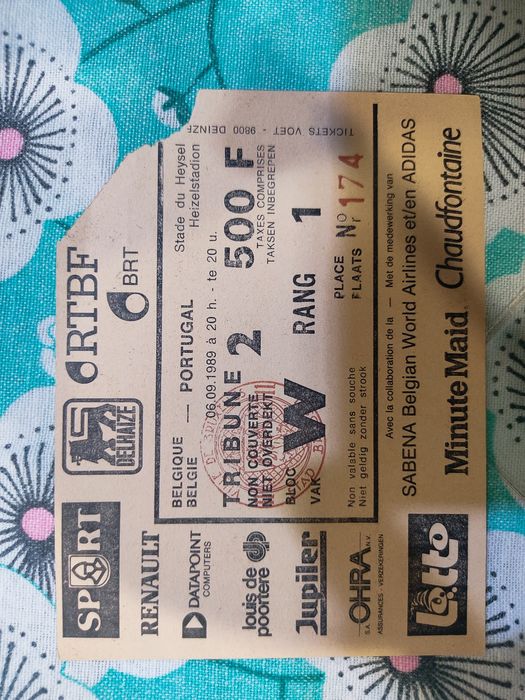 SPORT
DELHAIZE
RTBF
BRT
RENAULT
DATAPOINT
COMPUTERS
louis de
poortere
Jupiler
OHRA
S.A. N.V.
ASSURANCES - VERZEKERINGEN
Lotto
BELGIQUE — PORTUGAL
BELGIE
Stade du Heysel
Heizelstadion
06.09.1989 à 20 h. - te 20 u.
TRIBUNE 2
500 F
NON COUVERTE
NIET OVERDEKT
TAXES COMPRISES
TAKSEN INBEGREPEN
BLOC
VAK
W
RANG 1
PLACE
PLAATS
No
Nr
174
Non valable sans souche
Niet geldig zonder strook
TICKETS VOET - 9800 DEINZE
Avec la collaboration de la — Met de medewerking van
SABENA Belgian World Airlines et/en ADIDAS
Minute Maid Chaudfontaine